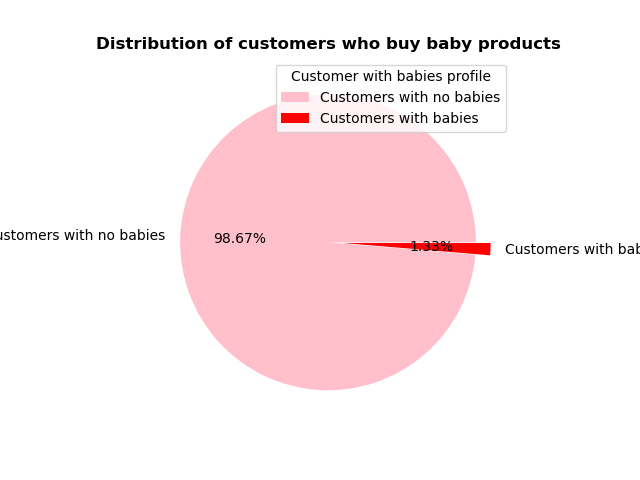 Distribution of customers who buy baby products
Customer with babies profile
Customers with no babies
Customers with babies
ustomers with no babies
98.67%
1.33%
Customers with bab